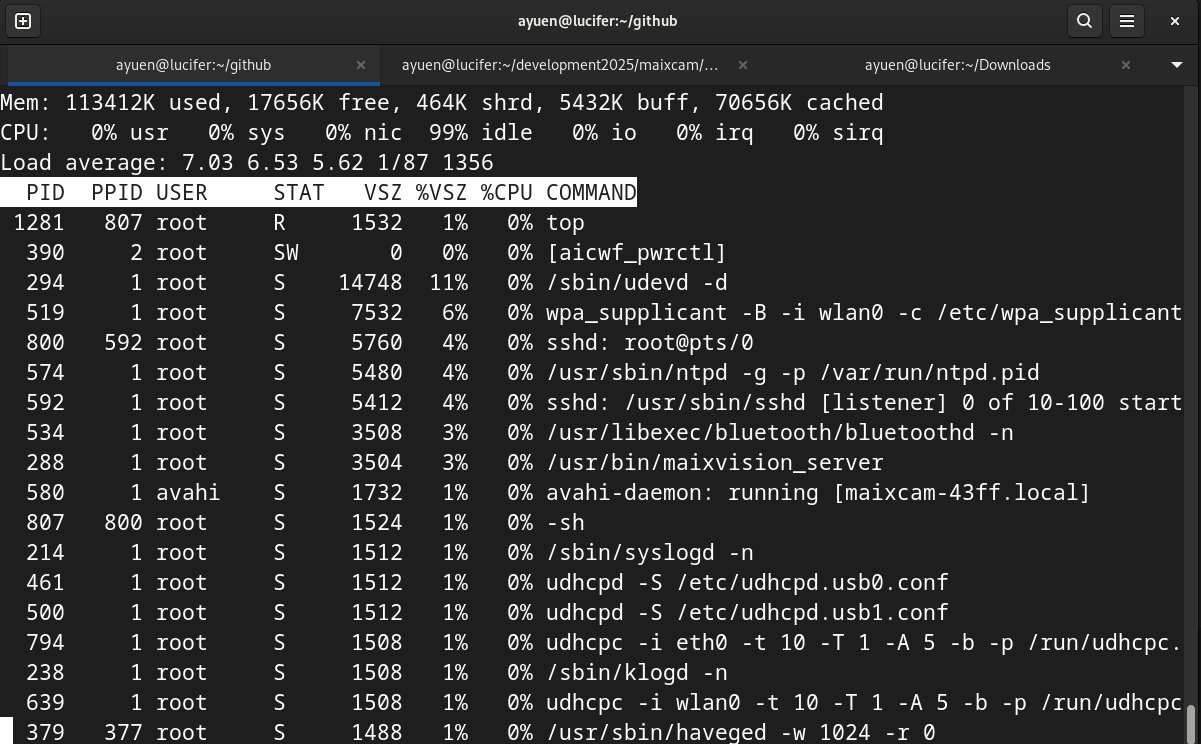 ayuen@lucifer:~/github
ayuen@lucifer:~/github ayuen@lucifer:~/development2025/maixcam/... ayuen@lucifer:~/Downloads
Mem: 113412K used, 17656K free, 464K shrd, 5432K buff, 70656K cached
CPU:   0% usr   0% sys   0% nic  99% idle   0% io   0% irq   0% sirq
Load average: 7.03 6.53 5.62 1/87 1356
  PID  PPID USER     STAT   VSZ %VSZ %CPU COMMAND
 1281   807 root     R     1532   1%   0% top
  390     2 root     SW       0   0%   0% [aicwf_pwrctl]
  294     1 root     S    14748  11%   0% /sbin/udevd -d
  519     1 root     S     7532   6%   0% wpa_supplicant -B -i wlan0 -c /etc/wpa_supplicant
  800   592 root     S     5760   4%   0% sshd: root@pts/0
  574     1 root     S     5480   4%   0% /usr/sbin/ntpd -g -p /var/run/ntpd.pid
  592     1 root     S     5412   4%   0% sshd: /usr/sbin/sshd [listener] 0 of 10-100 start
  534     1 root     S     3508   3%   0% /usr/libexec/bluetooth/bluetoothd -n
  288     1 root     S     3504   3%   0% /usr/bin/maixvision_server
  580     1 avahi    S     1732   1%   0% avahi-daemon: running [maixcam-43ff.local]
  807   800 root     S     1524   1%   0% -sh
  214     1 root     S     1512   1%   0% /sbin/syslogd -n
  461     1 root     S     1512   1%   0% udhcpd -S /etc/udhcpd.usb0.conf
  500     1 root     S     1512   1%   0% udhcpd -S /etc/udhcpd.usb1.conf
  794     1 root     S     1508   1%   0% udhcpc -i eth0 -t 10 -T 1 -A 5 -b -p /run/udhcpc.
  238     1 root     S     1508   1%   0% /sbin/klogd -n
  639     1 root     S     1508   1%   0% udhcpc -i wlan0 -t 10 -T 1 -A 5 -b -p /run/udhcpc
  379   377 root     S     1488   1%   0% /usr/sbin/haveged -w 1024 -r 0